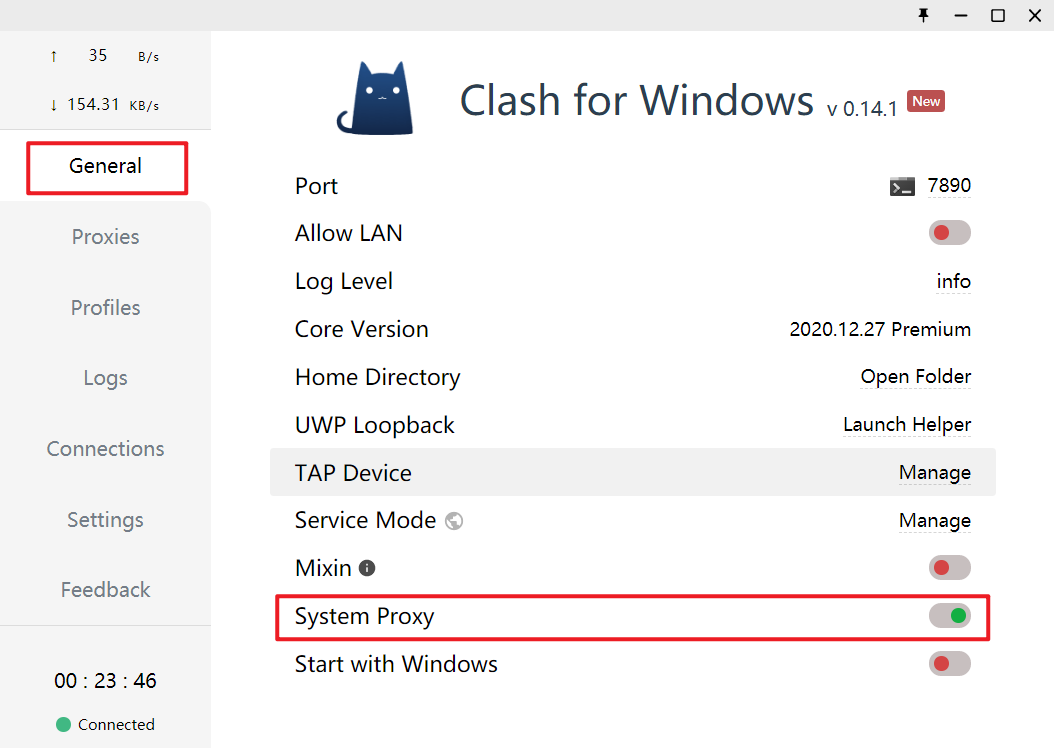 ↑ 35 B/s
↓ 154.31 KB/s
General
Proxies
Profiles
Logs
Connections
Settings
Feedback
00 : 23 : 46
Connected
Clash for Windows v 0.14.1 New
Port 7890
Allow LAN
Log Level info
Core Version 2020.12.27 Premium
Home Directory Open Folder
UWP Loopback Launch Helper
TAP Device Manage
Service Mode Manage
Mixin
System Proxy
Start with Windows